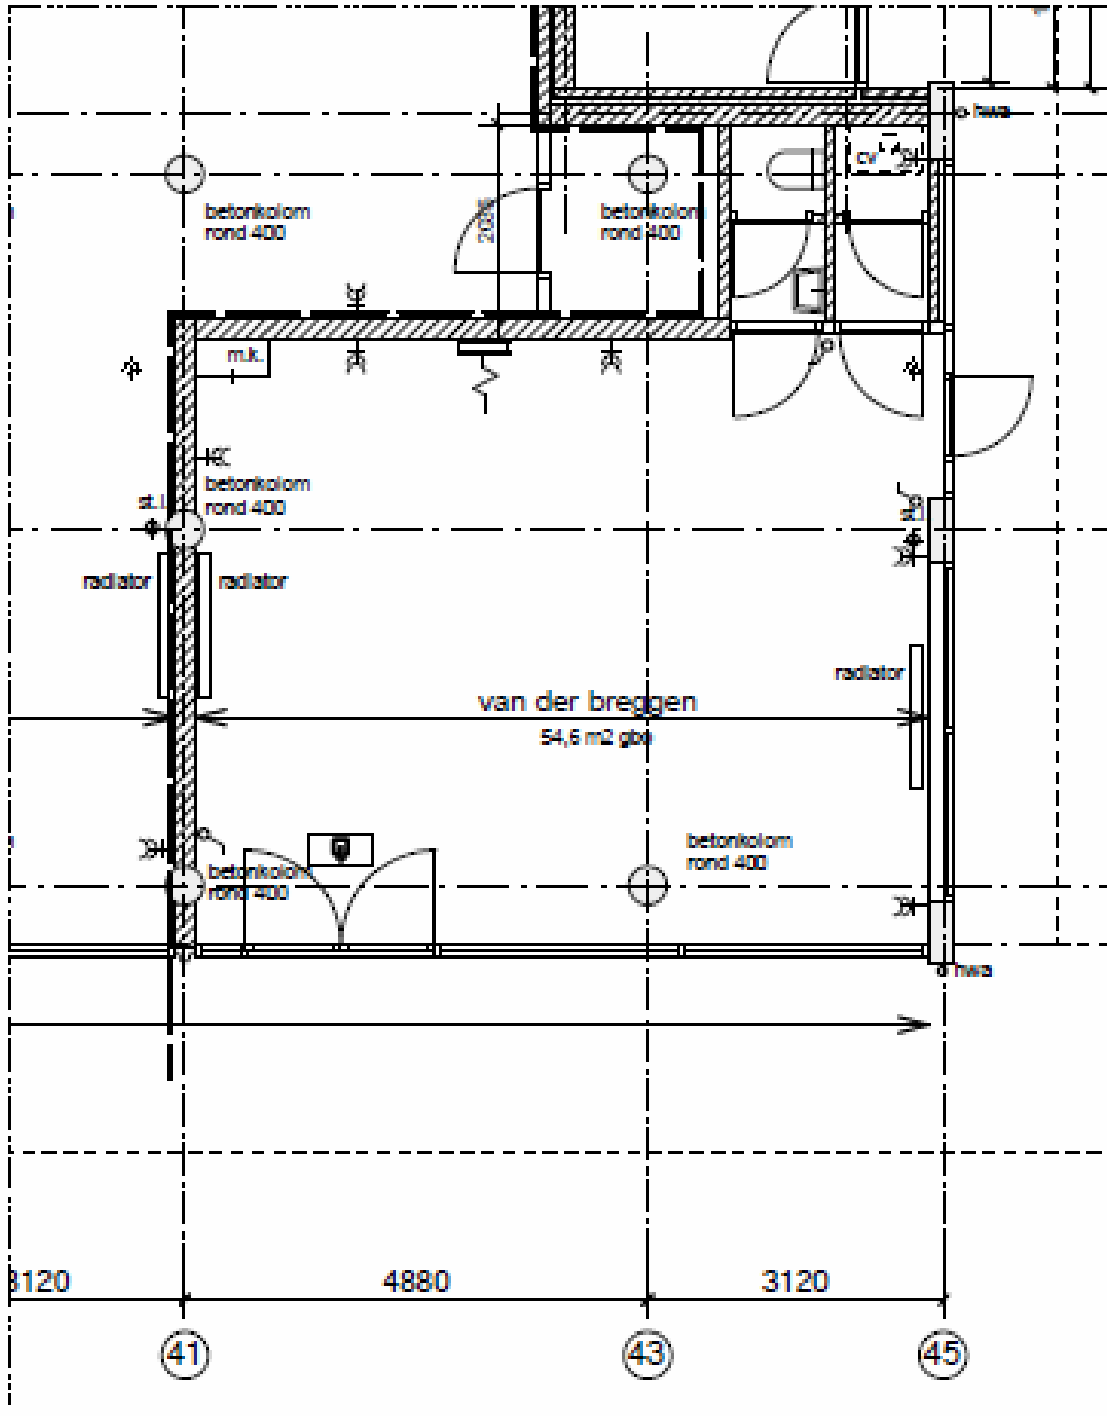 hwa
cv
betonkolom
rond 400
betonkolom
rond 400
m.k.
betonkolom
rond 400
st.l.
st.l
radiator
radiator
radiator
van der breggen
54,6 m2 gbo
betonkolom
rond 400
betonkolom
rond 400
hwa
3120
4880
3120
41
43
45